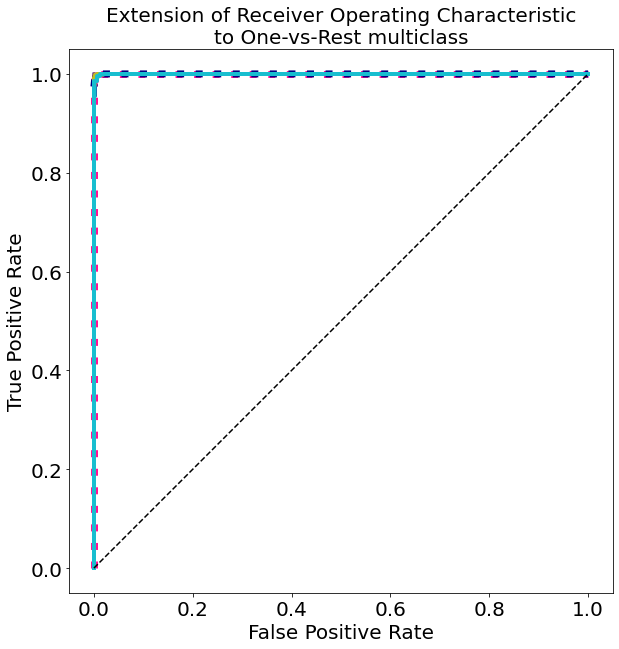 Extension of Receiver Operating Characteristic
to One-vs-Rest multiclass
1.0
0.8
0.6
0.4
0.2
0.0
True Positive Rate
0.0 0.2 0.4 0.6 0.8 1.0
False Positive Rate